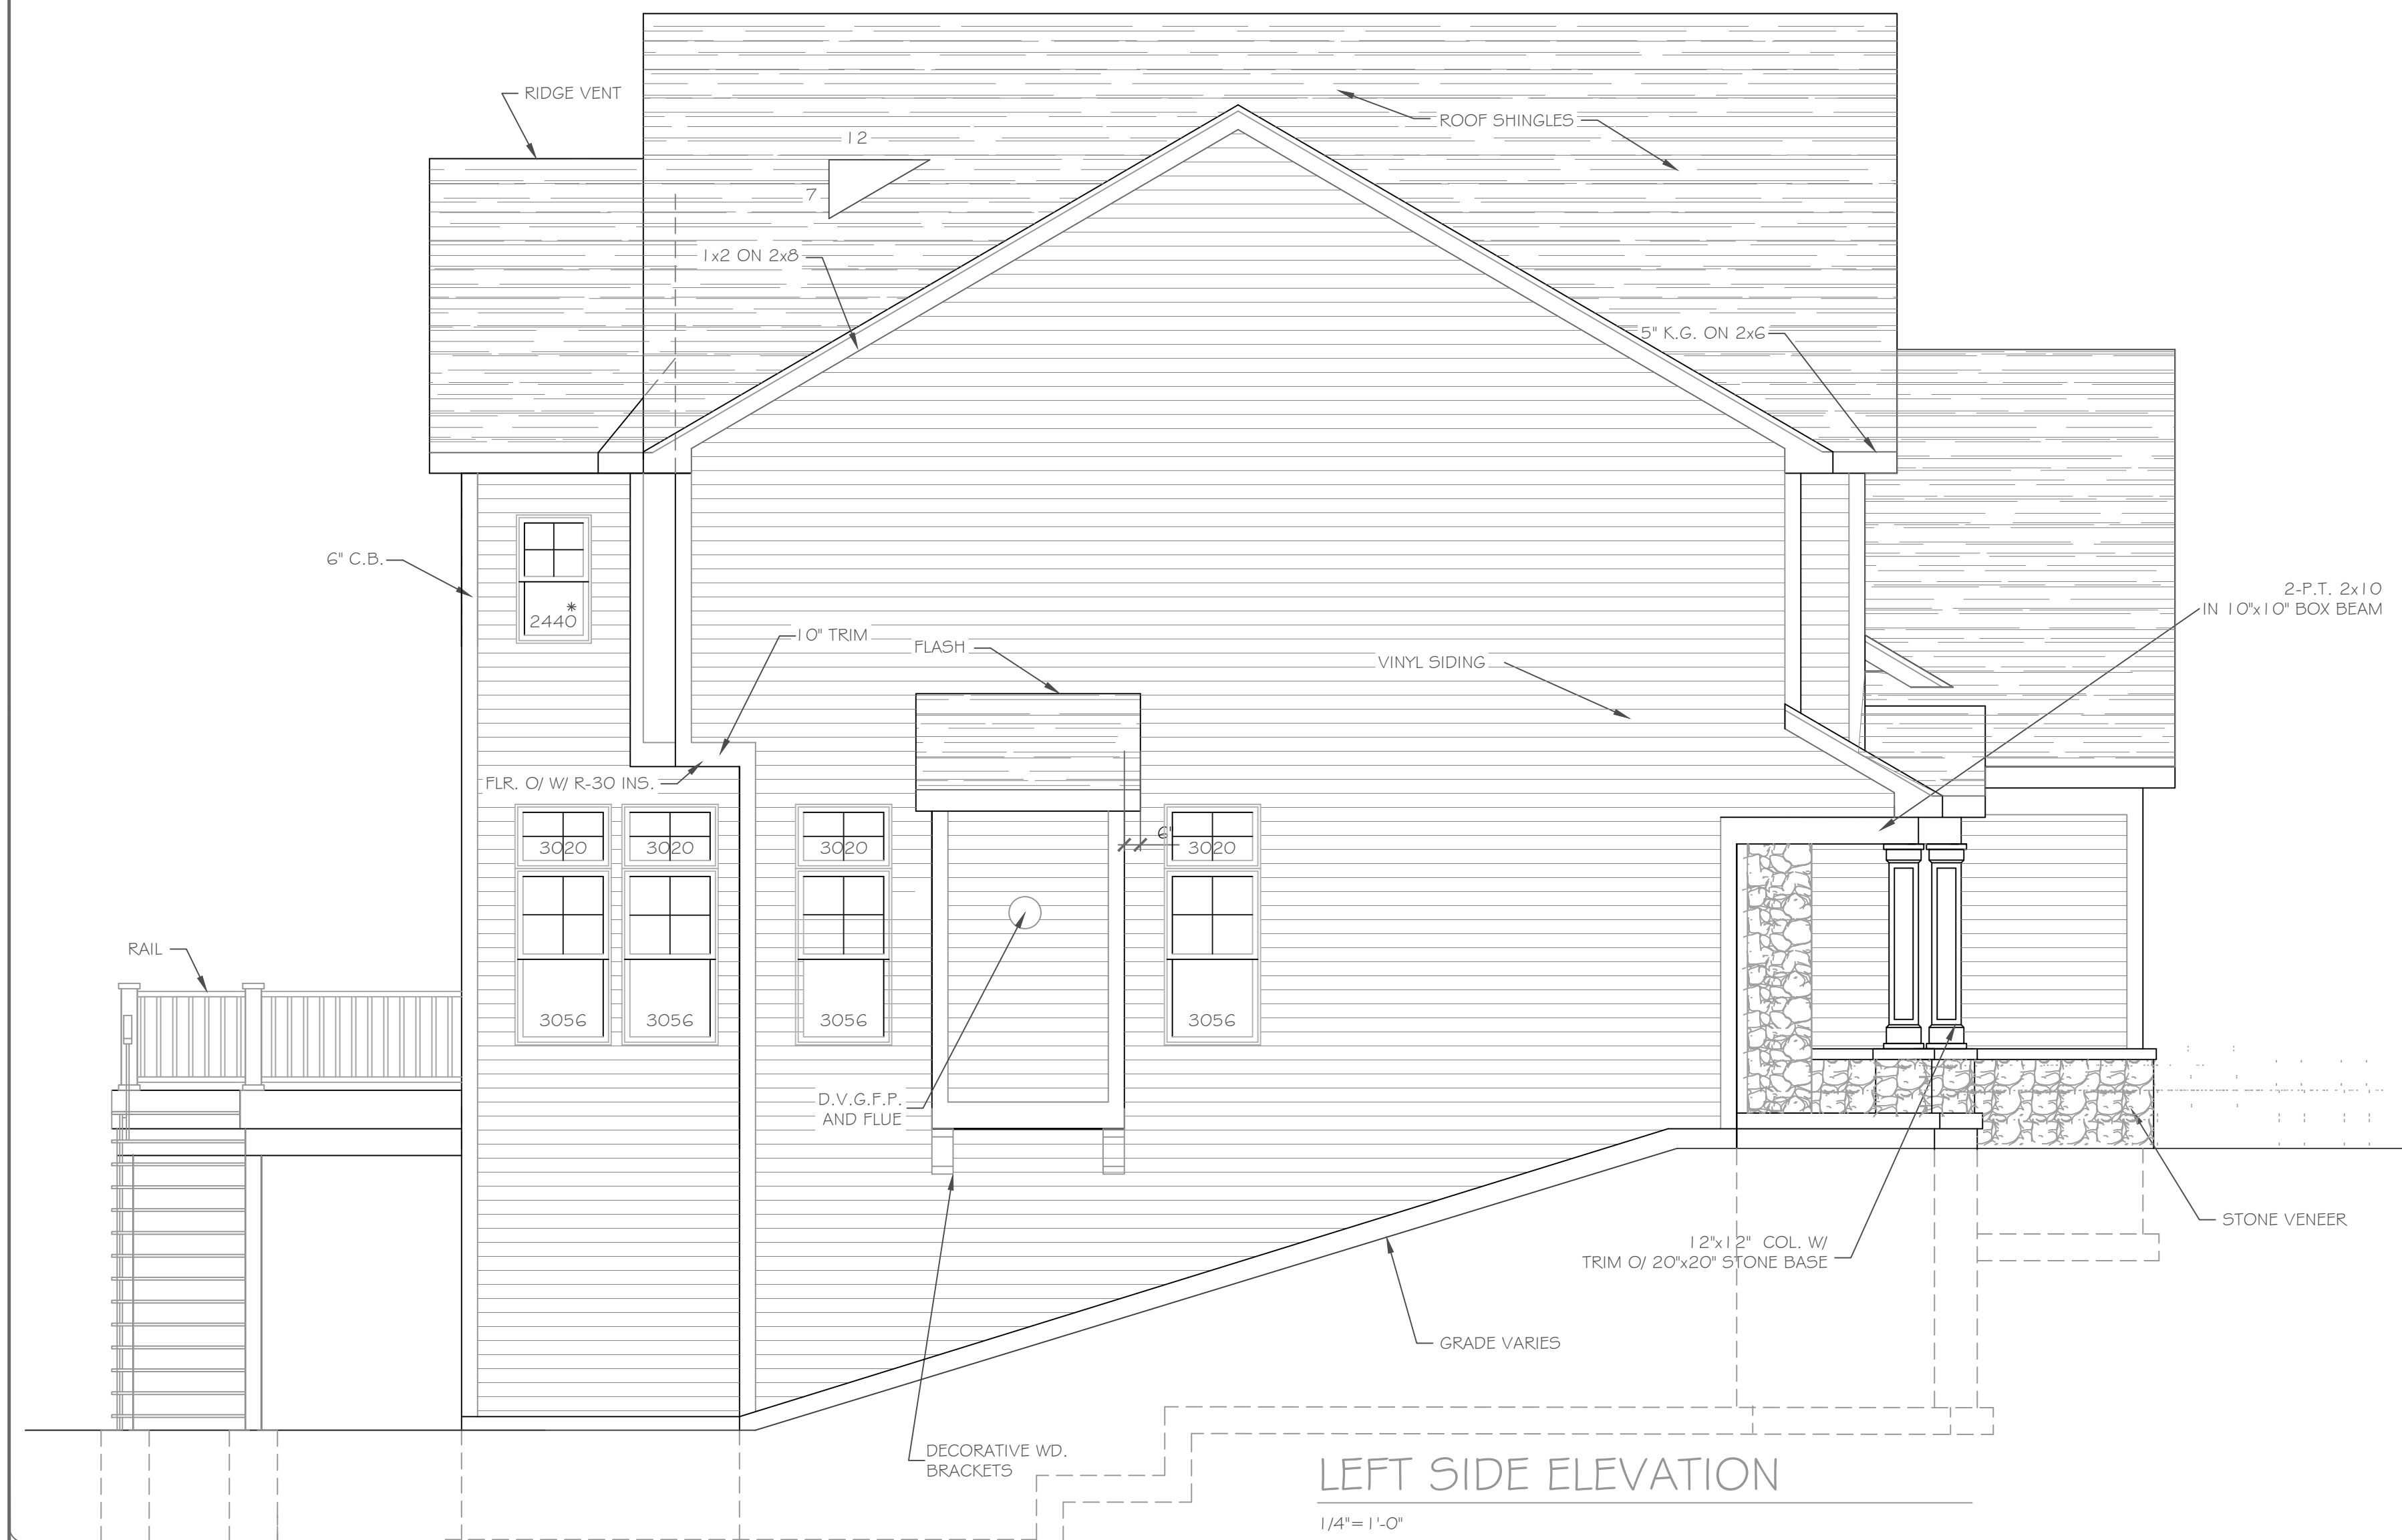 RIDGE VENT
ROOF SHINGLES
12
7
1x2 ON 2x8
5" K.G. ON 2x6
6" C.B.
2440*
2-P.T. 2x10
IN 10"x10" BOX BEAM
10" TRIM
FLASH
VINYL SIDING
FLR. O/ W/ R-30 INS.
6"
3020
3020
3020
3020
RAIL
3056
3056
3056
3056
D.V.G.F.P.
AND FLUE
STONE VENEER
12"x12" COL. W/
TRIM O/ 20"x20" STONE BASE
GRADE VARIES
DECORATIVE WD.
BRACKETS
LEFT SIDE ELEVATION
1/4"=1'-0"